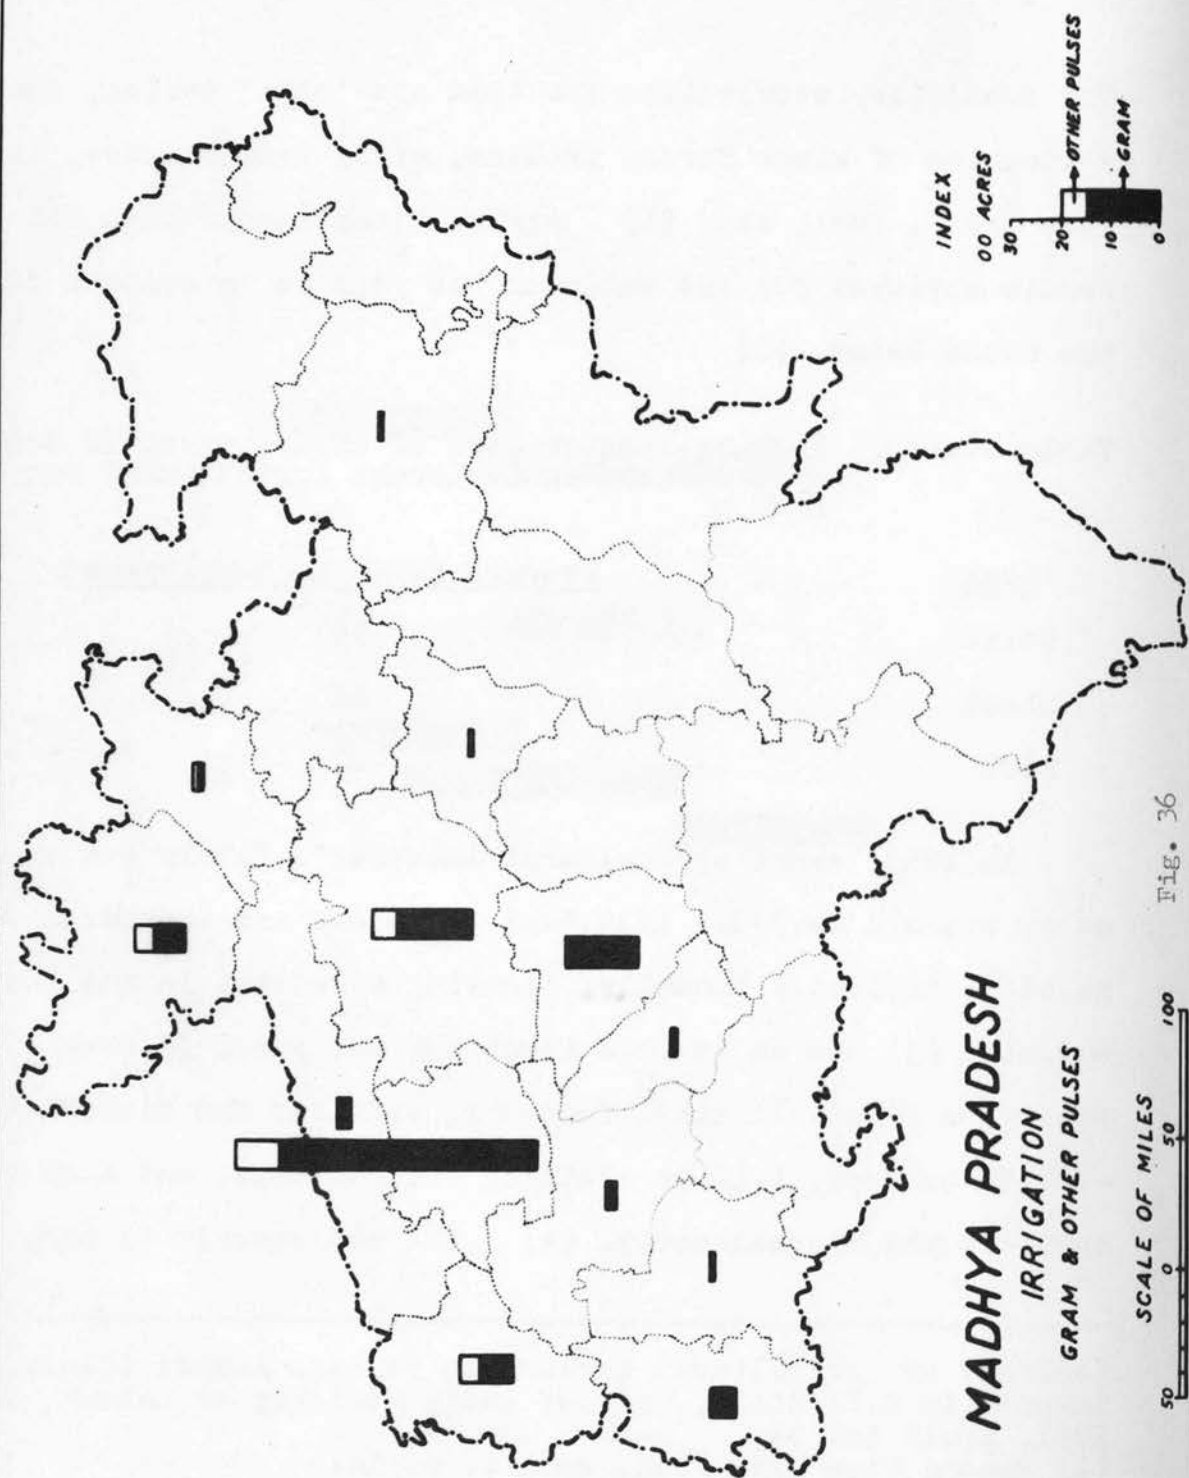 MADHYA PRADESH
IRRIGATION
GRAM & OTHER PULSES
SCALE OF MILES
50 0 50 100
INDEX
00 ACRES
30
20
10
0
OTHER PULSES
GRAM
Fig. 36